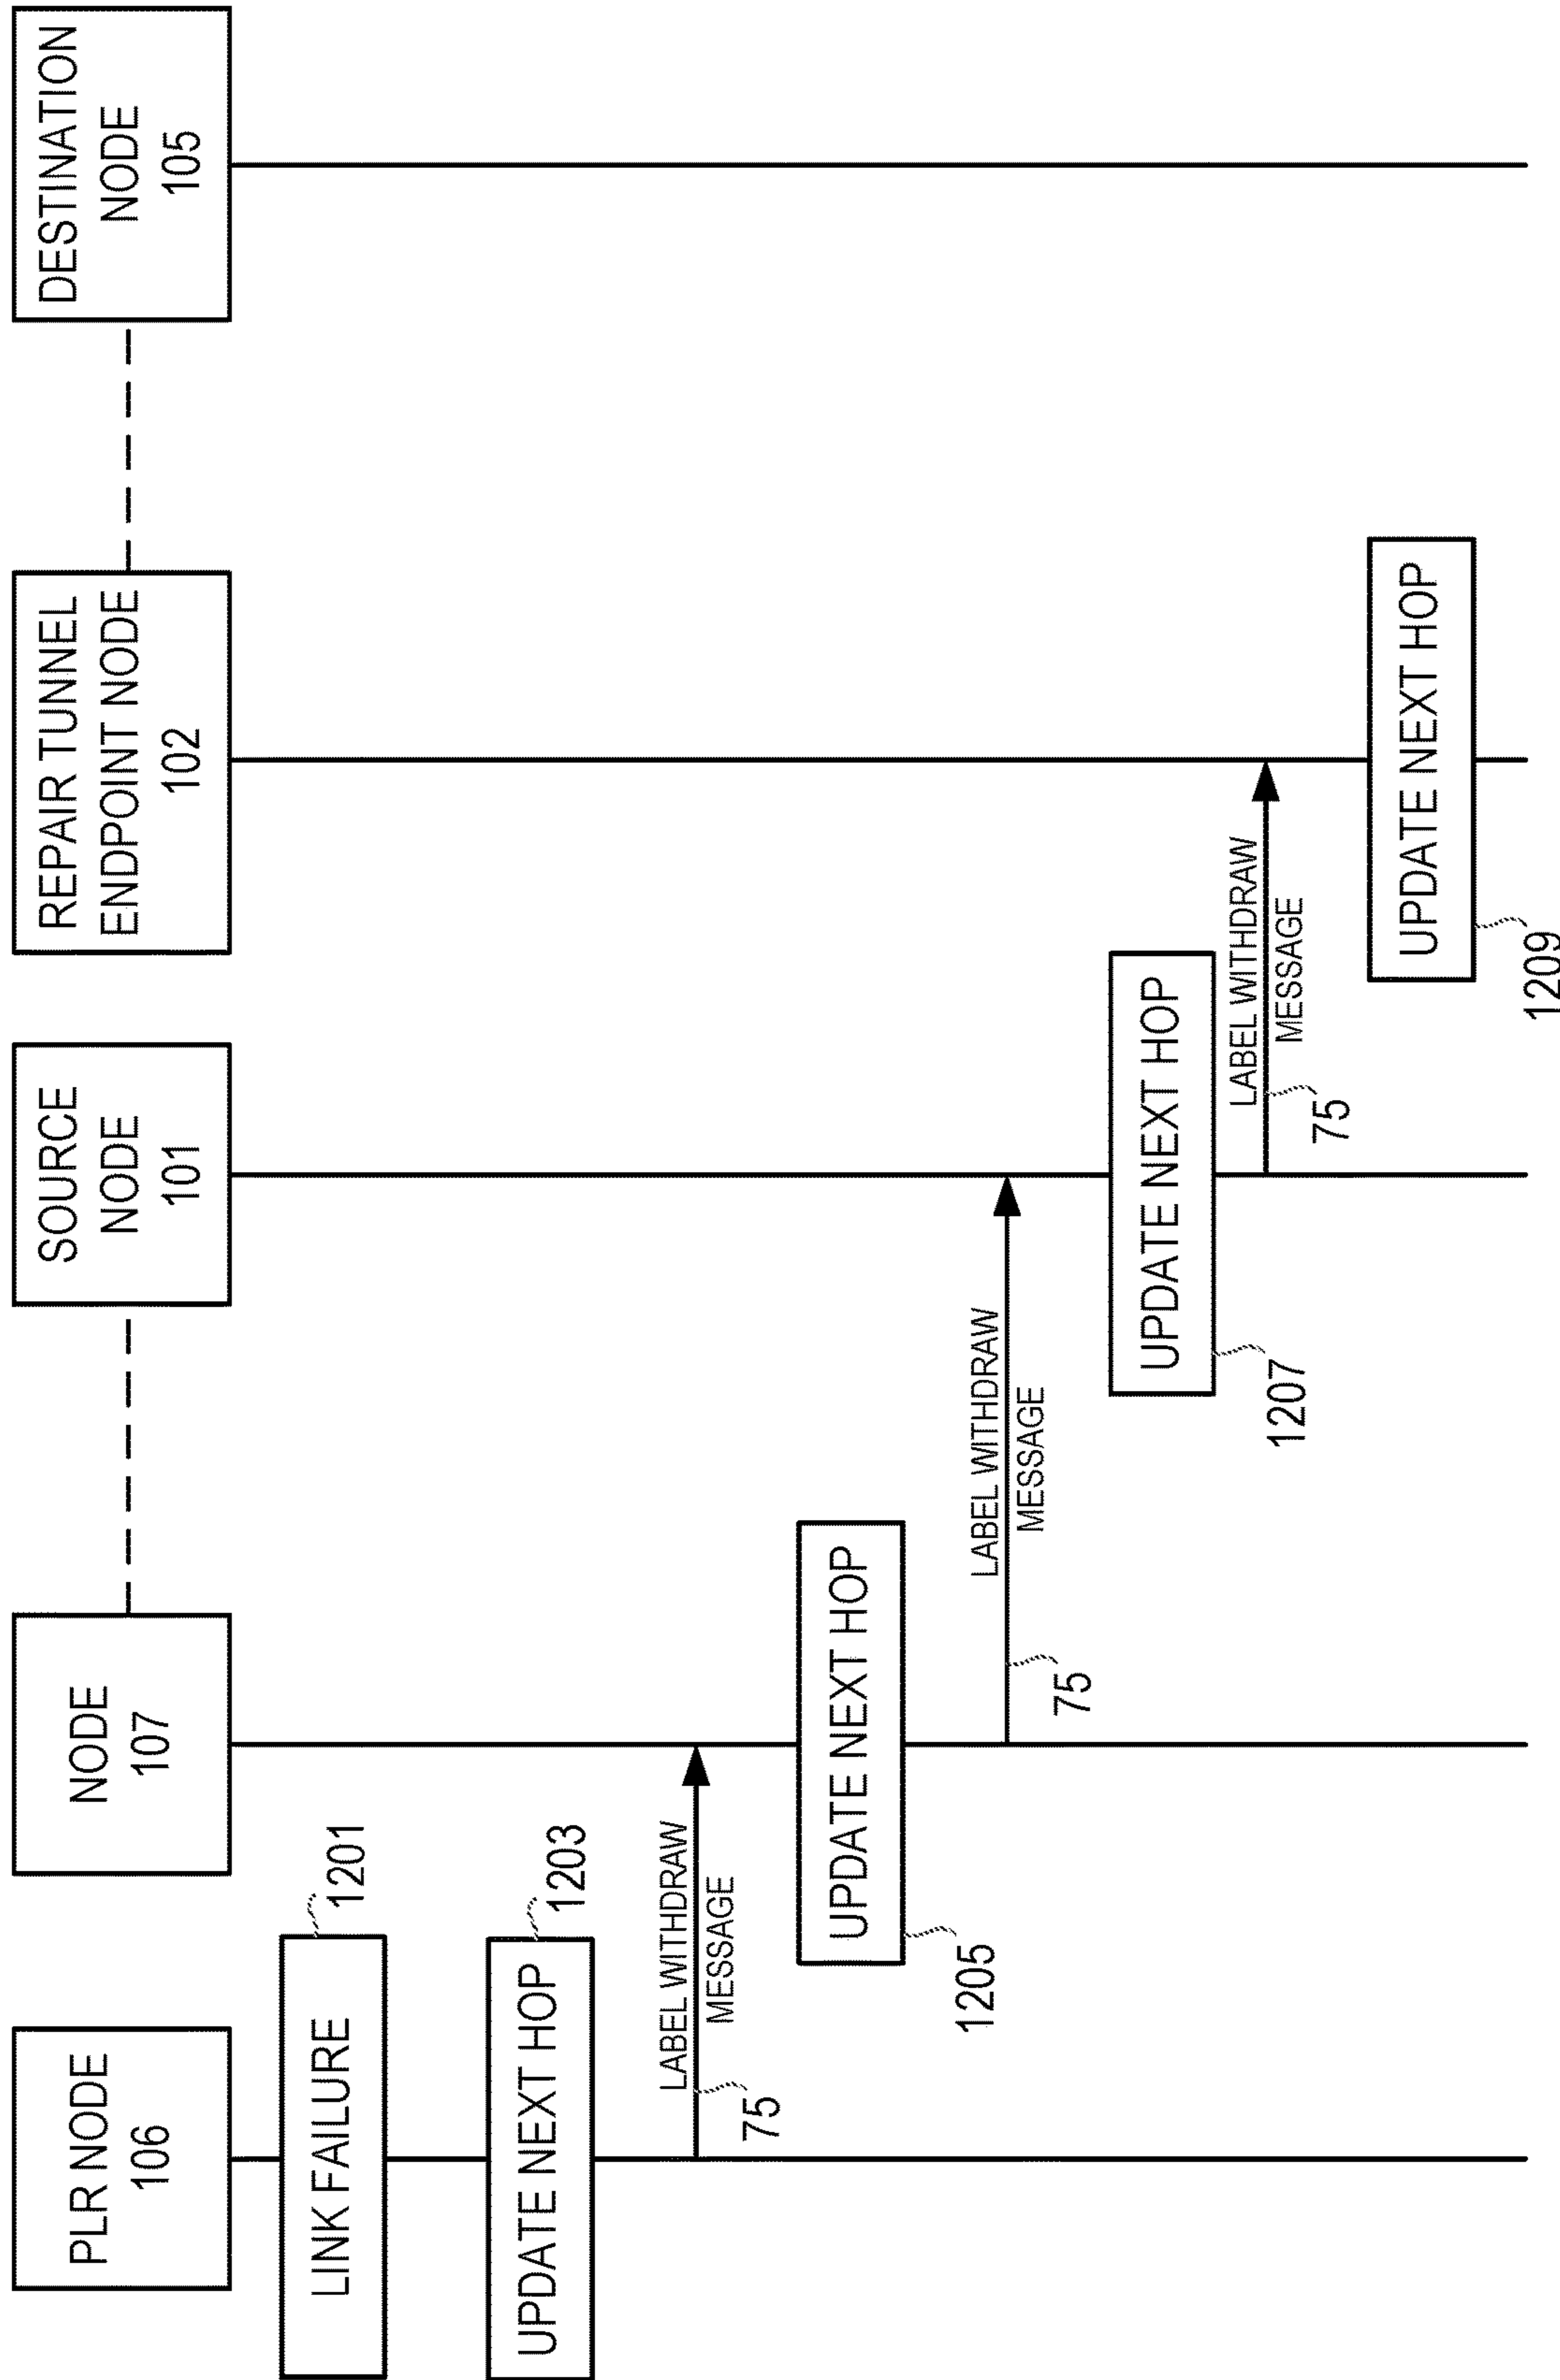 PLR NODE
106
NODE
107
SOURCE
NODE
101
REPAIR TUNNEL
ENDPOINT NODE
102
DESTINATION
NODE
105
LINK FAILURE
1201
UPDATE NEXT HOP
1203
LABEL WITHDRAW
MESSAGE
75
UPDATE NEXT HOP
1205
LABEL WITHDRAW
MESSAGE
75
UPDATE NEXT HOP
1207
LABEL WITHDRAW
MESSAGE
75
UPDATE NEXT HOP
1209